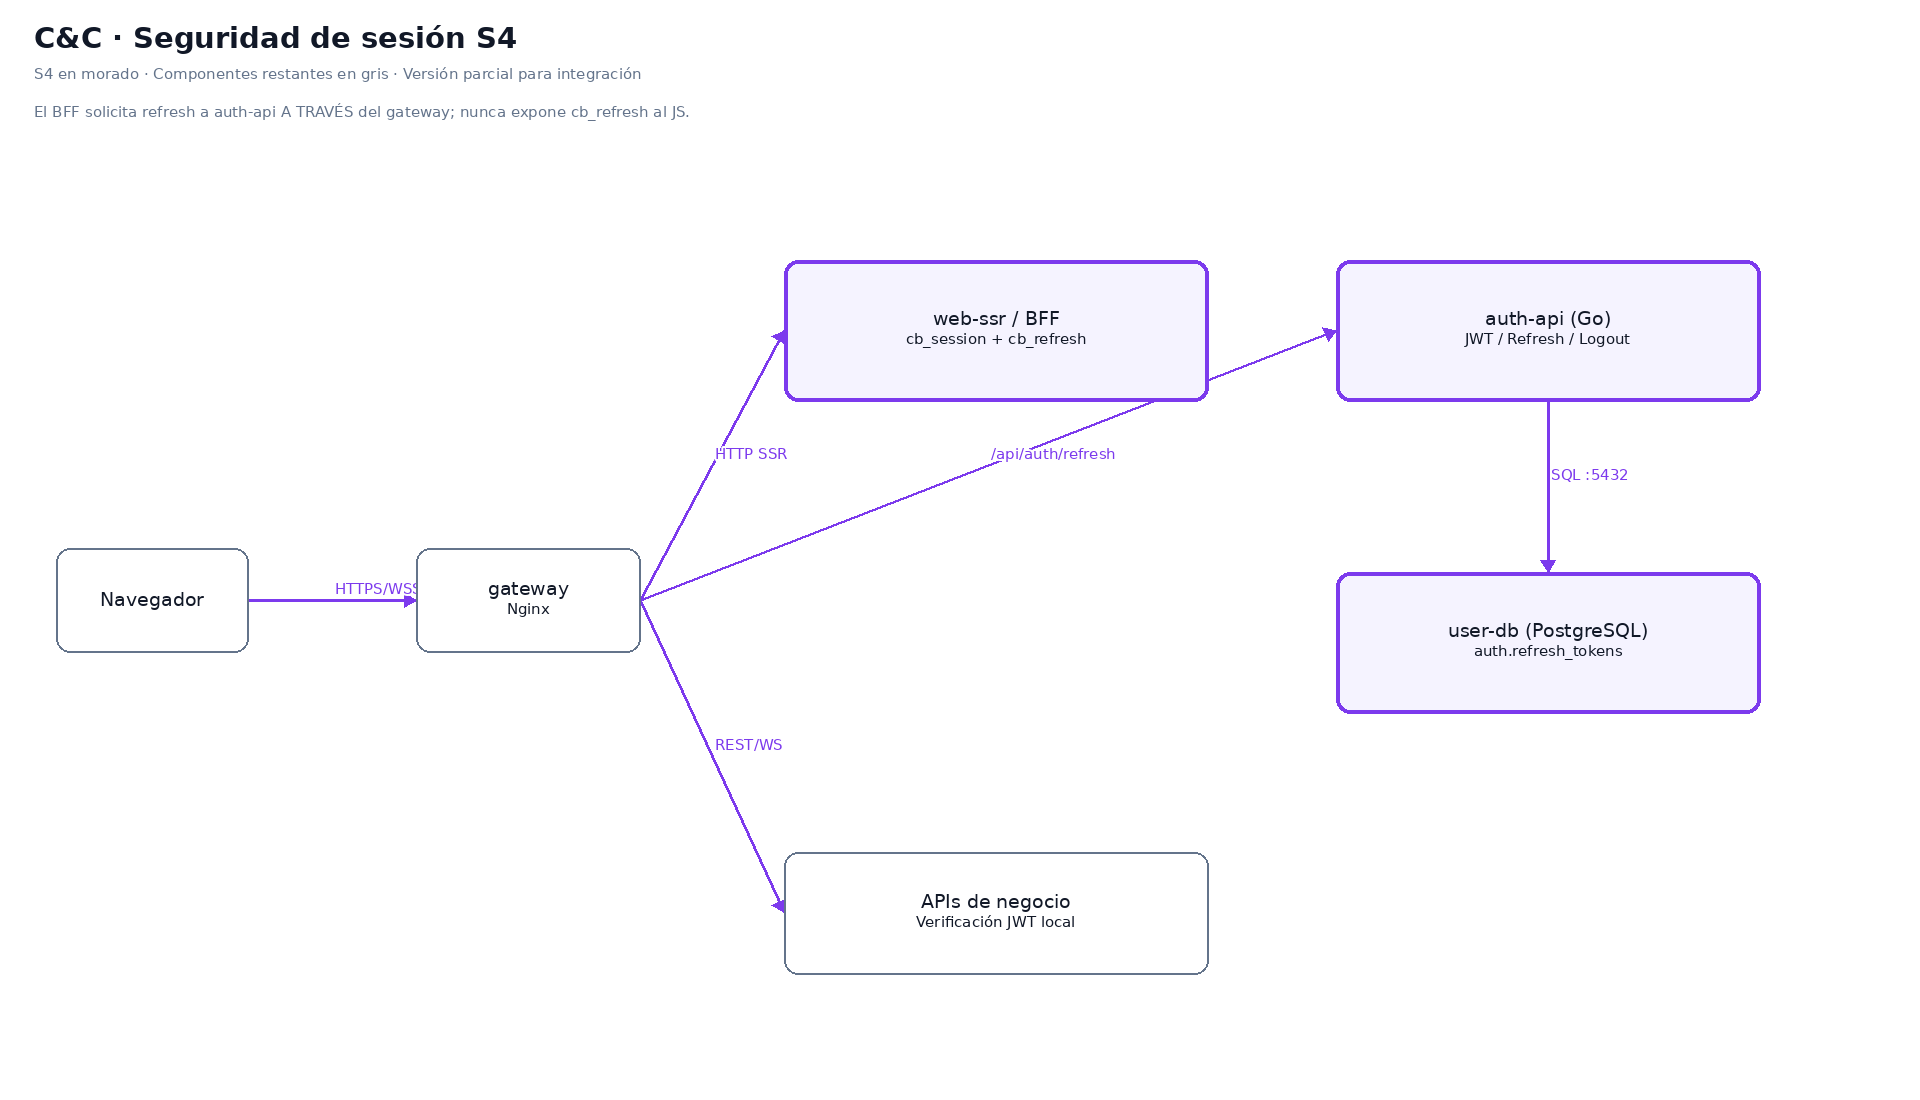 C&C · Seguridad de sesión S4
S4 en morado · Componentes restantes en gris · Versión parcial para integración
El BFF solicita refresh a auth-api A TRAVÉS del gateway; nunca expone cb_refresh al JS.
web-ssr / BFF
cb_session + cb_refresh
auth-api (Go)
JWT / Refresh / Logout
HTTP SSR
/api/auth/refresh
SQL :5432
Navegador
HTTPS/WSS
gateway
Nginx
user-db (PostgreSQL)
auth.refresh_tokens
REST/WS
APIs de negocio
Verificación JWT local